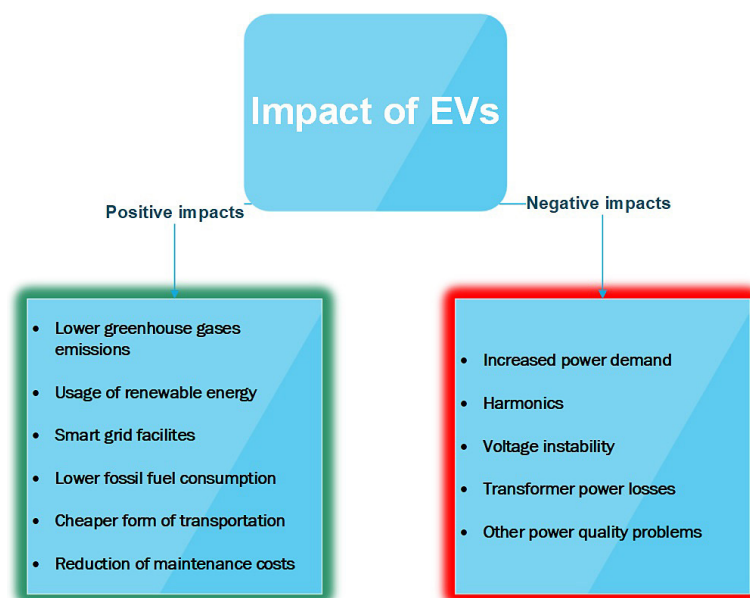 Impact of EVs
Positive impacts
Negative impacts
• Lower greenhouse gases
emissions
• Usage of renewable energy
• Smart grid facilites
• Lower fossil fuel consumption
• Cheaper form of transportation
• Reduction of maintenance costs
• Increased power demand
• Harmonics
• Voltage instability
• Transformer power losses
• Other power quality problems